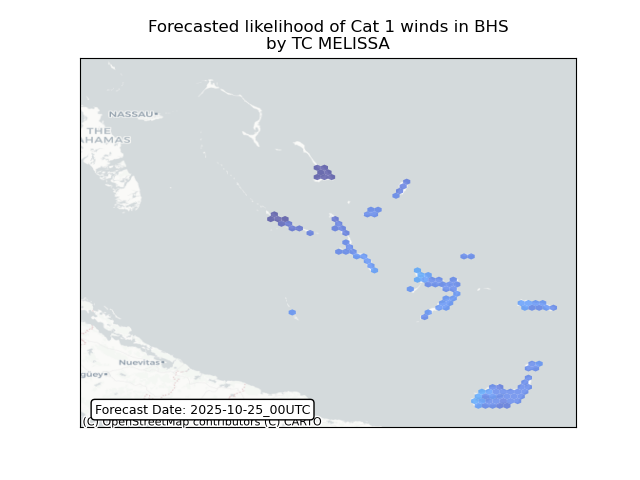 Forecasted likelihood of Cat 1 winds in BHS
by TC MELISSA
NASSAU
THE
AHAMAS
Nuevitas
güey
Forecast Date: 2025-10-25_00UTC
(C) OpenStreetMap contributors (C) CARTO